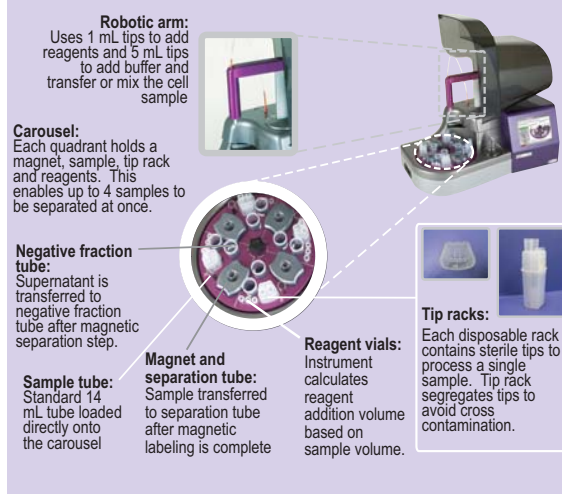 Robotic arm:
Uses 1 mL tips to add
reagents and 5 mL tips
to add buffer and
transfer or mix the cell
sample
Carousel:
Each quadrant holds a
magnet, sample, tip rack
and reagents. This
enables up to 4 samples to
be separated at once.
Negative fraction
tube:
Supernatant is
transferred to
negative fraction
tube after magnetic
separation step.
Sample tube:
Standard 14
mL tube loaded
directly onto
the carousel
Magnet and
separation tube:
Sample transferred
to separation tube
after magnetic
labeling is complete
Reagent vials:
Instrument
calculates
reagent
addition volume
based on
sample volume.
Tip racks:
Each disposable rack
contains sterile tips to
process a single
sample. Tip rack
segregates tips to
avoid cross
contamination.